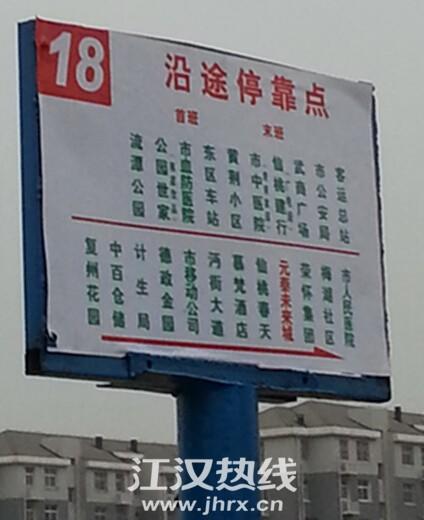 18
沿途停靠点
首班 末班
流潭公园
公园世家
市血防医院
东区车站
黄荆小区
市中医院
仙桃建行
武商广场
市公安局
客运总站
复州花园
中百仓储
计生局
德政金园
市移动公司
沔街大道
慕梵酒店
仙桃春天
元泰未来城
荣怀集团
梅湖社区
市人民医院
江汉热线
www.jhrx.cn